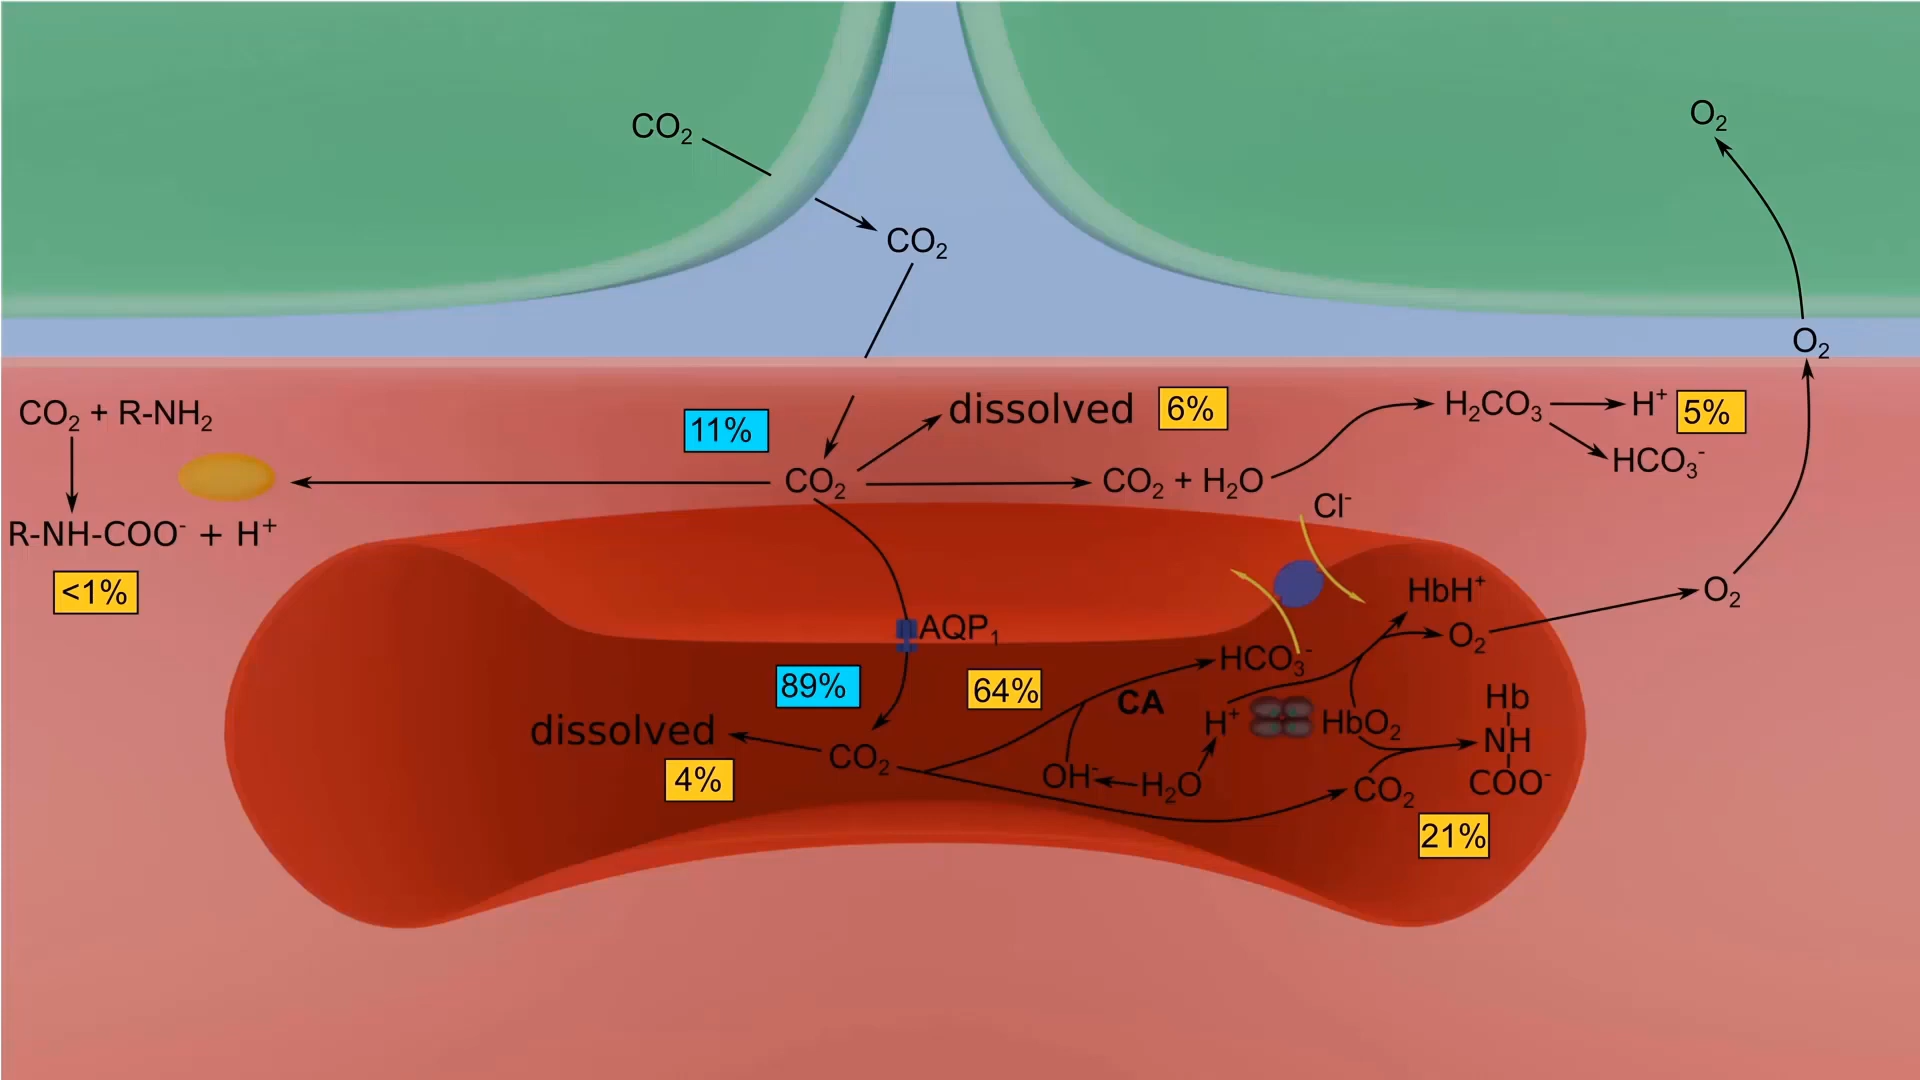 CO₂
O₂
CO₂
O₂
CO₂ + R-NH₂
11%
dissolved 6%
H₂CO₃ H⁺ 5%
HCO₃⁻
CO₂
CO₂ + H₂O
Cl⁻
R-NH-COO⁻ + H⁺
<1%
HbH⁺
O₂
AQP₁
O₂
89%
64%
HCO₃⁻
CA
Hb
NH
COO⁻
H⁺
HbO₂
dissolved
CO₂
4%
OH⁻
H₂O
CO₂
21%